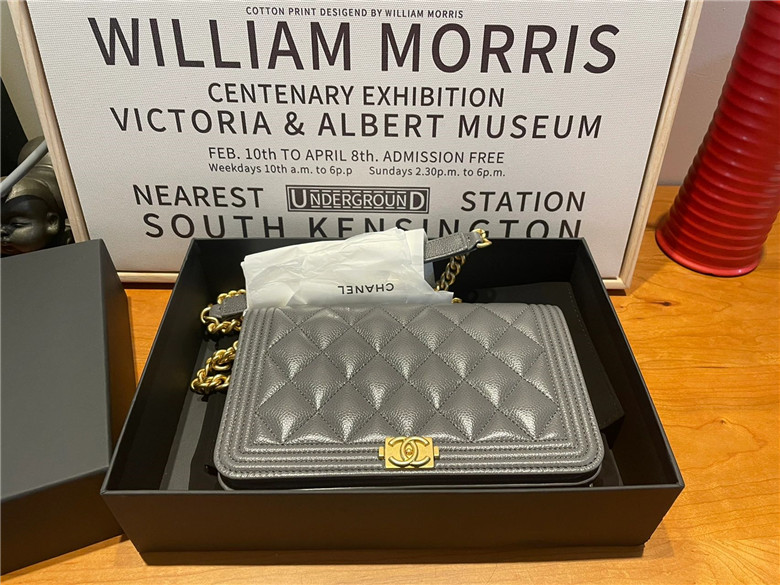 COTTON PRINT DESIGEND BY WILLIAM MORRIS
WILLIAM MORRIS
CENTENARY EXHIBITION
VICTORIA & ALBERT MUSEUM
FEB. 10th TO APRIL 8th. ADMISSION FREE
Weekdays 10th a.m. to 6p.p Sundays 2.30p.m. to 6p.m.
NEAREST UNDERGROUND STATION
SOUTH KENSINGTON
CHANEL